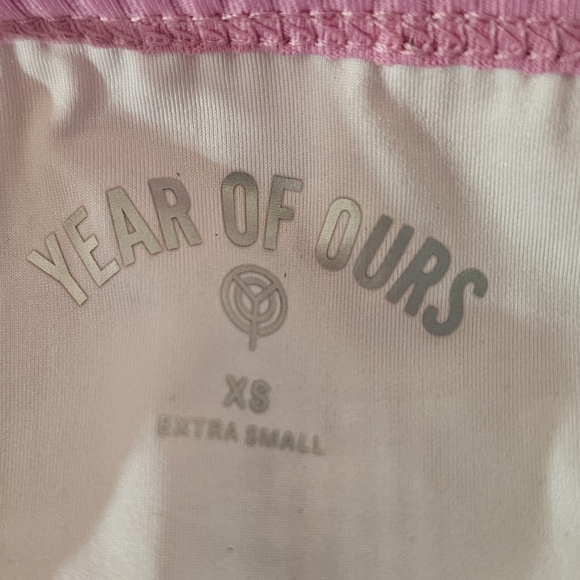 YEAR OF OURS
XS
EXTRA SMALL